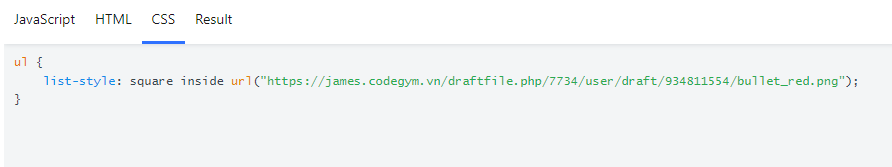 JavaScript HTML CSS Result
ul {
    list-style: square inside url("https://james.codegym.vn/draftfile.php/7734/user/draft/934811554/bullet_red.png");
}